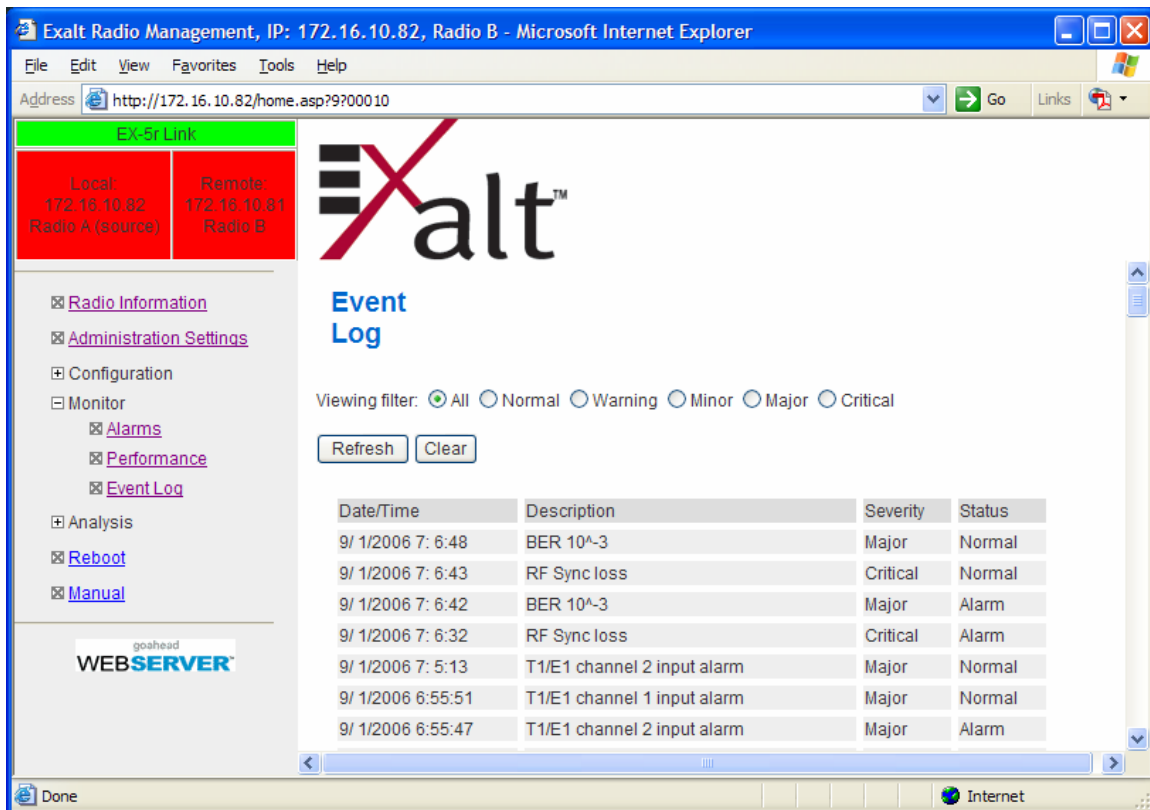 Exalt Radio Management, IP: 172.16.10.82, Radio B - Microsoft Internet Explorer
File Edit View Favorites Tools Help
Address http://172.16.10.82/home.asp?9?00010 Go Links
EX-5r Link
Local:
172.16.10.82
Radio A (source)
Remote:
172.16.10.81
Radio B
Radio Information
Administration Settings
Configuration
Monitor
Alarms
Performance
Event Log
Analysis
Reboot
Manual
goahead
WEBSERVER™
EXalt™
Event
Log
Viewing filter: All Normal Warning Minor Major Critical
Refresh Clear
Date/Time Description Severity Status
9/ 1/2006 7: 6:48 BER 10^-3 Major Normal
9/ 1/2006 7: 6:43 RF Sync loss Critical Normal
9/ 1/2006 7: 6:42 BER 10^-3 Major Alarm
9/ 1/2006 7: 6:32 RF Sync loss Critical Alarm
9/ 1/2006 7: 5:13 T1/E1 channel 2 input alarm Major Normal
9/ 1/2006 6:55:51 T1/E1 channel 1 input alarm Major Normal
9/ 1/2006 6:55:47 T1/E1 channel 2 input alarm Major Alarm
Done Internet